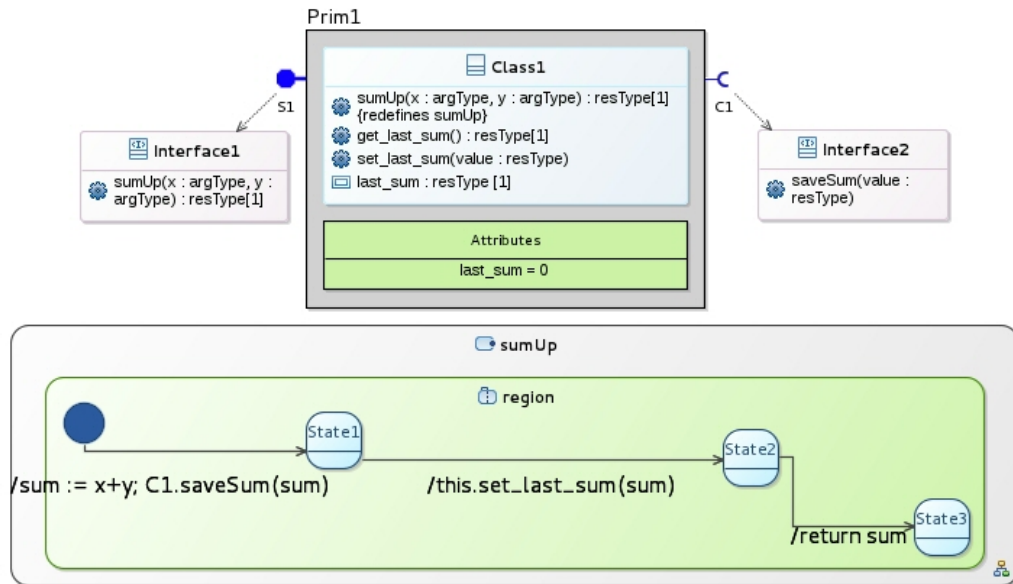 Prim1
Class1
sumUp(x : argType, y : argType) : resType[1]
{redefines sumUp}
get_last_sum() : resType[1]
set_last_sum(value : resType)
last_sum : resType [1]
Attributes
last_sum = 0
S1
C1
<I>
Interface1
sumUp(x : argType, y :
argType) : resType[1]
<I>
Interface2
saveSum(value :
resType)
sumUp
region
State1
State2
State3
/sum := x+y; C1.saveSum(sum)
/this.set_last_sum(sum)
/return sum